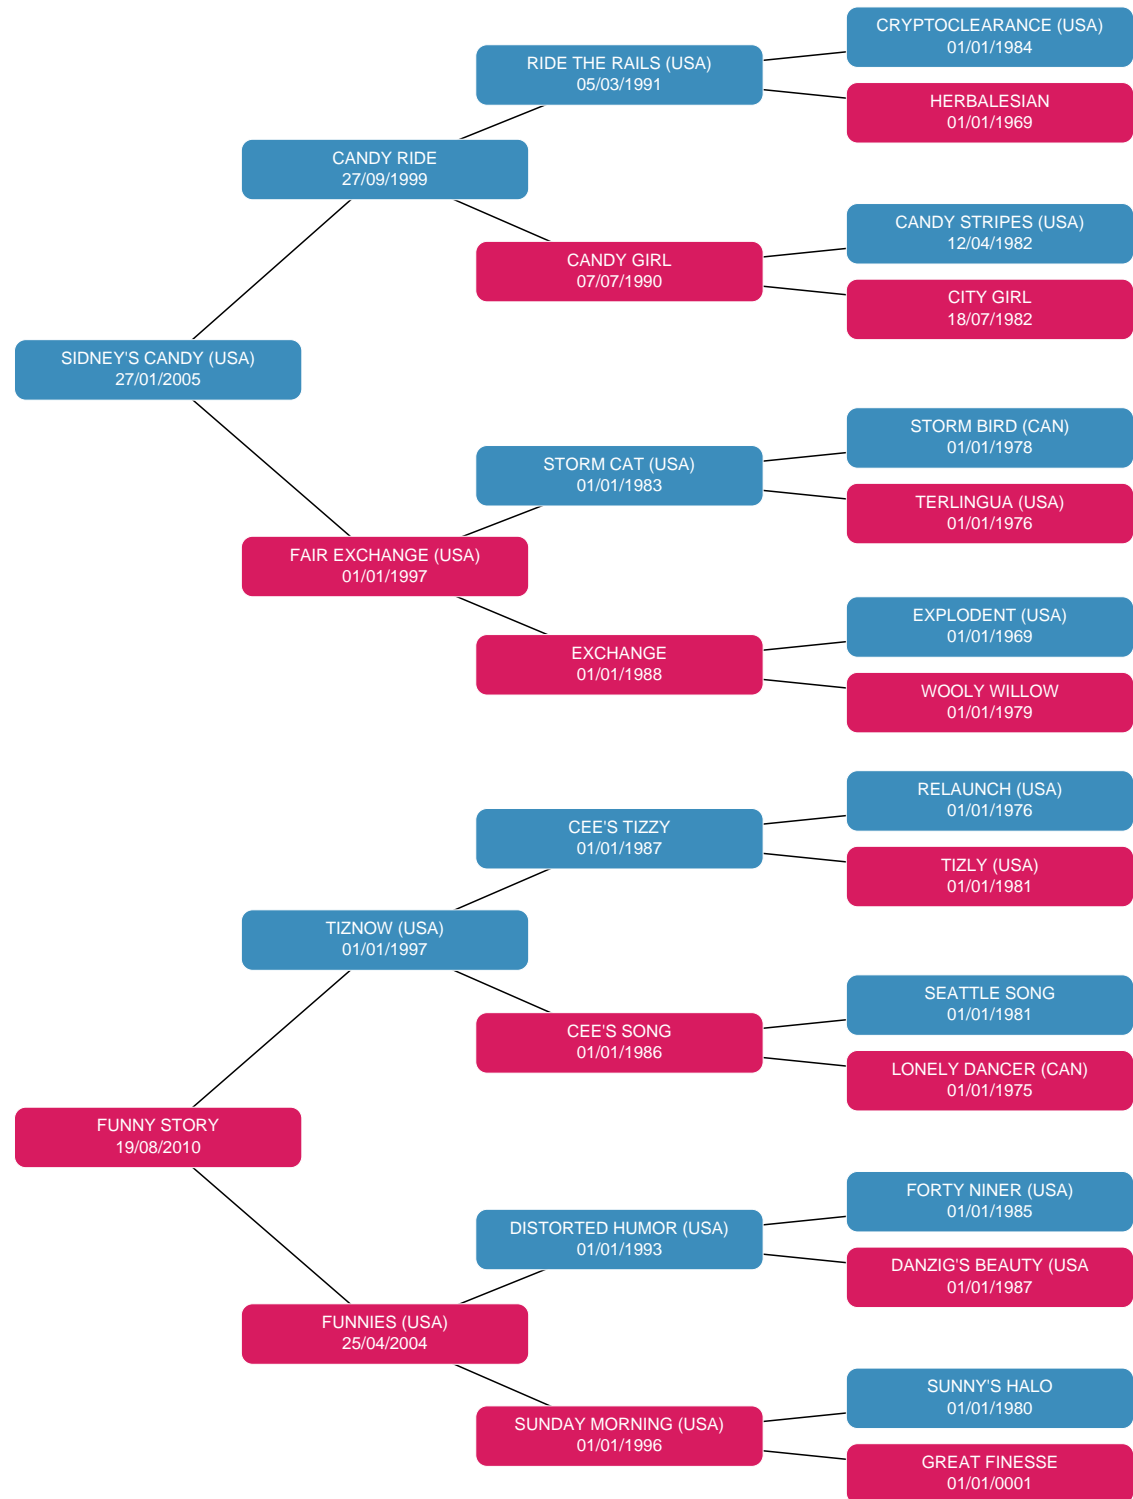 CRYPTOCLEARANCE (USA)
01/01/1984
RIDE THE RAILS (USA)
05/03/1991
HERBALESIAN
01/01/1969
CANDY RIDE
27/09/1999
CANDY STRIPES (USA)
12/04/1982
CANDY GIRL
07/07/1990
CITY GIRL
18/07/1982
SIDNEY'S CANDY (USA)
27/01/2005
STORM BIRD (CAN)
01/01/1978
STORM CAT (USA)
01/01/1983
TERLINGUA (USA)
01/01/1976
FAIR EXCHANGE (USA)
01/01/1997
EXPLODENT (USA)
01/01/1969
EXCHANGE
01/01/1988
WOOLY WILLOW
01/01/1979
RELAUNCH (USA)
01/01/1976
CEE'S TIZZY
01/01/1987
TIZLY (USA)
01/01/1981
TIZNOW (USA)
01/01/1997
SEATTLE SONG
01/01/1981
CEE'S SONG
01/01/1986
LONELY DANCER (CAN)
01/01/1975
FUNNY STORY
19/08/2010
FORTY NINER (USA)
01/01/1985
DISTORTED HUMOR (USA)
01/01/1993
DANZIG'S BEAUTY (USA
01/01/1987
FUNNIES (USA)
25/04/2004
SUNNY'S HALO
01/01/1980
SUNDAY MORNING (USA)
01/01/1996
GREAT FINESSE
01/01/0001